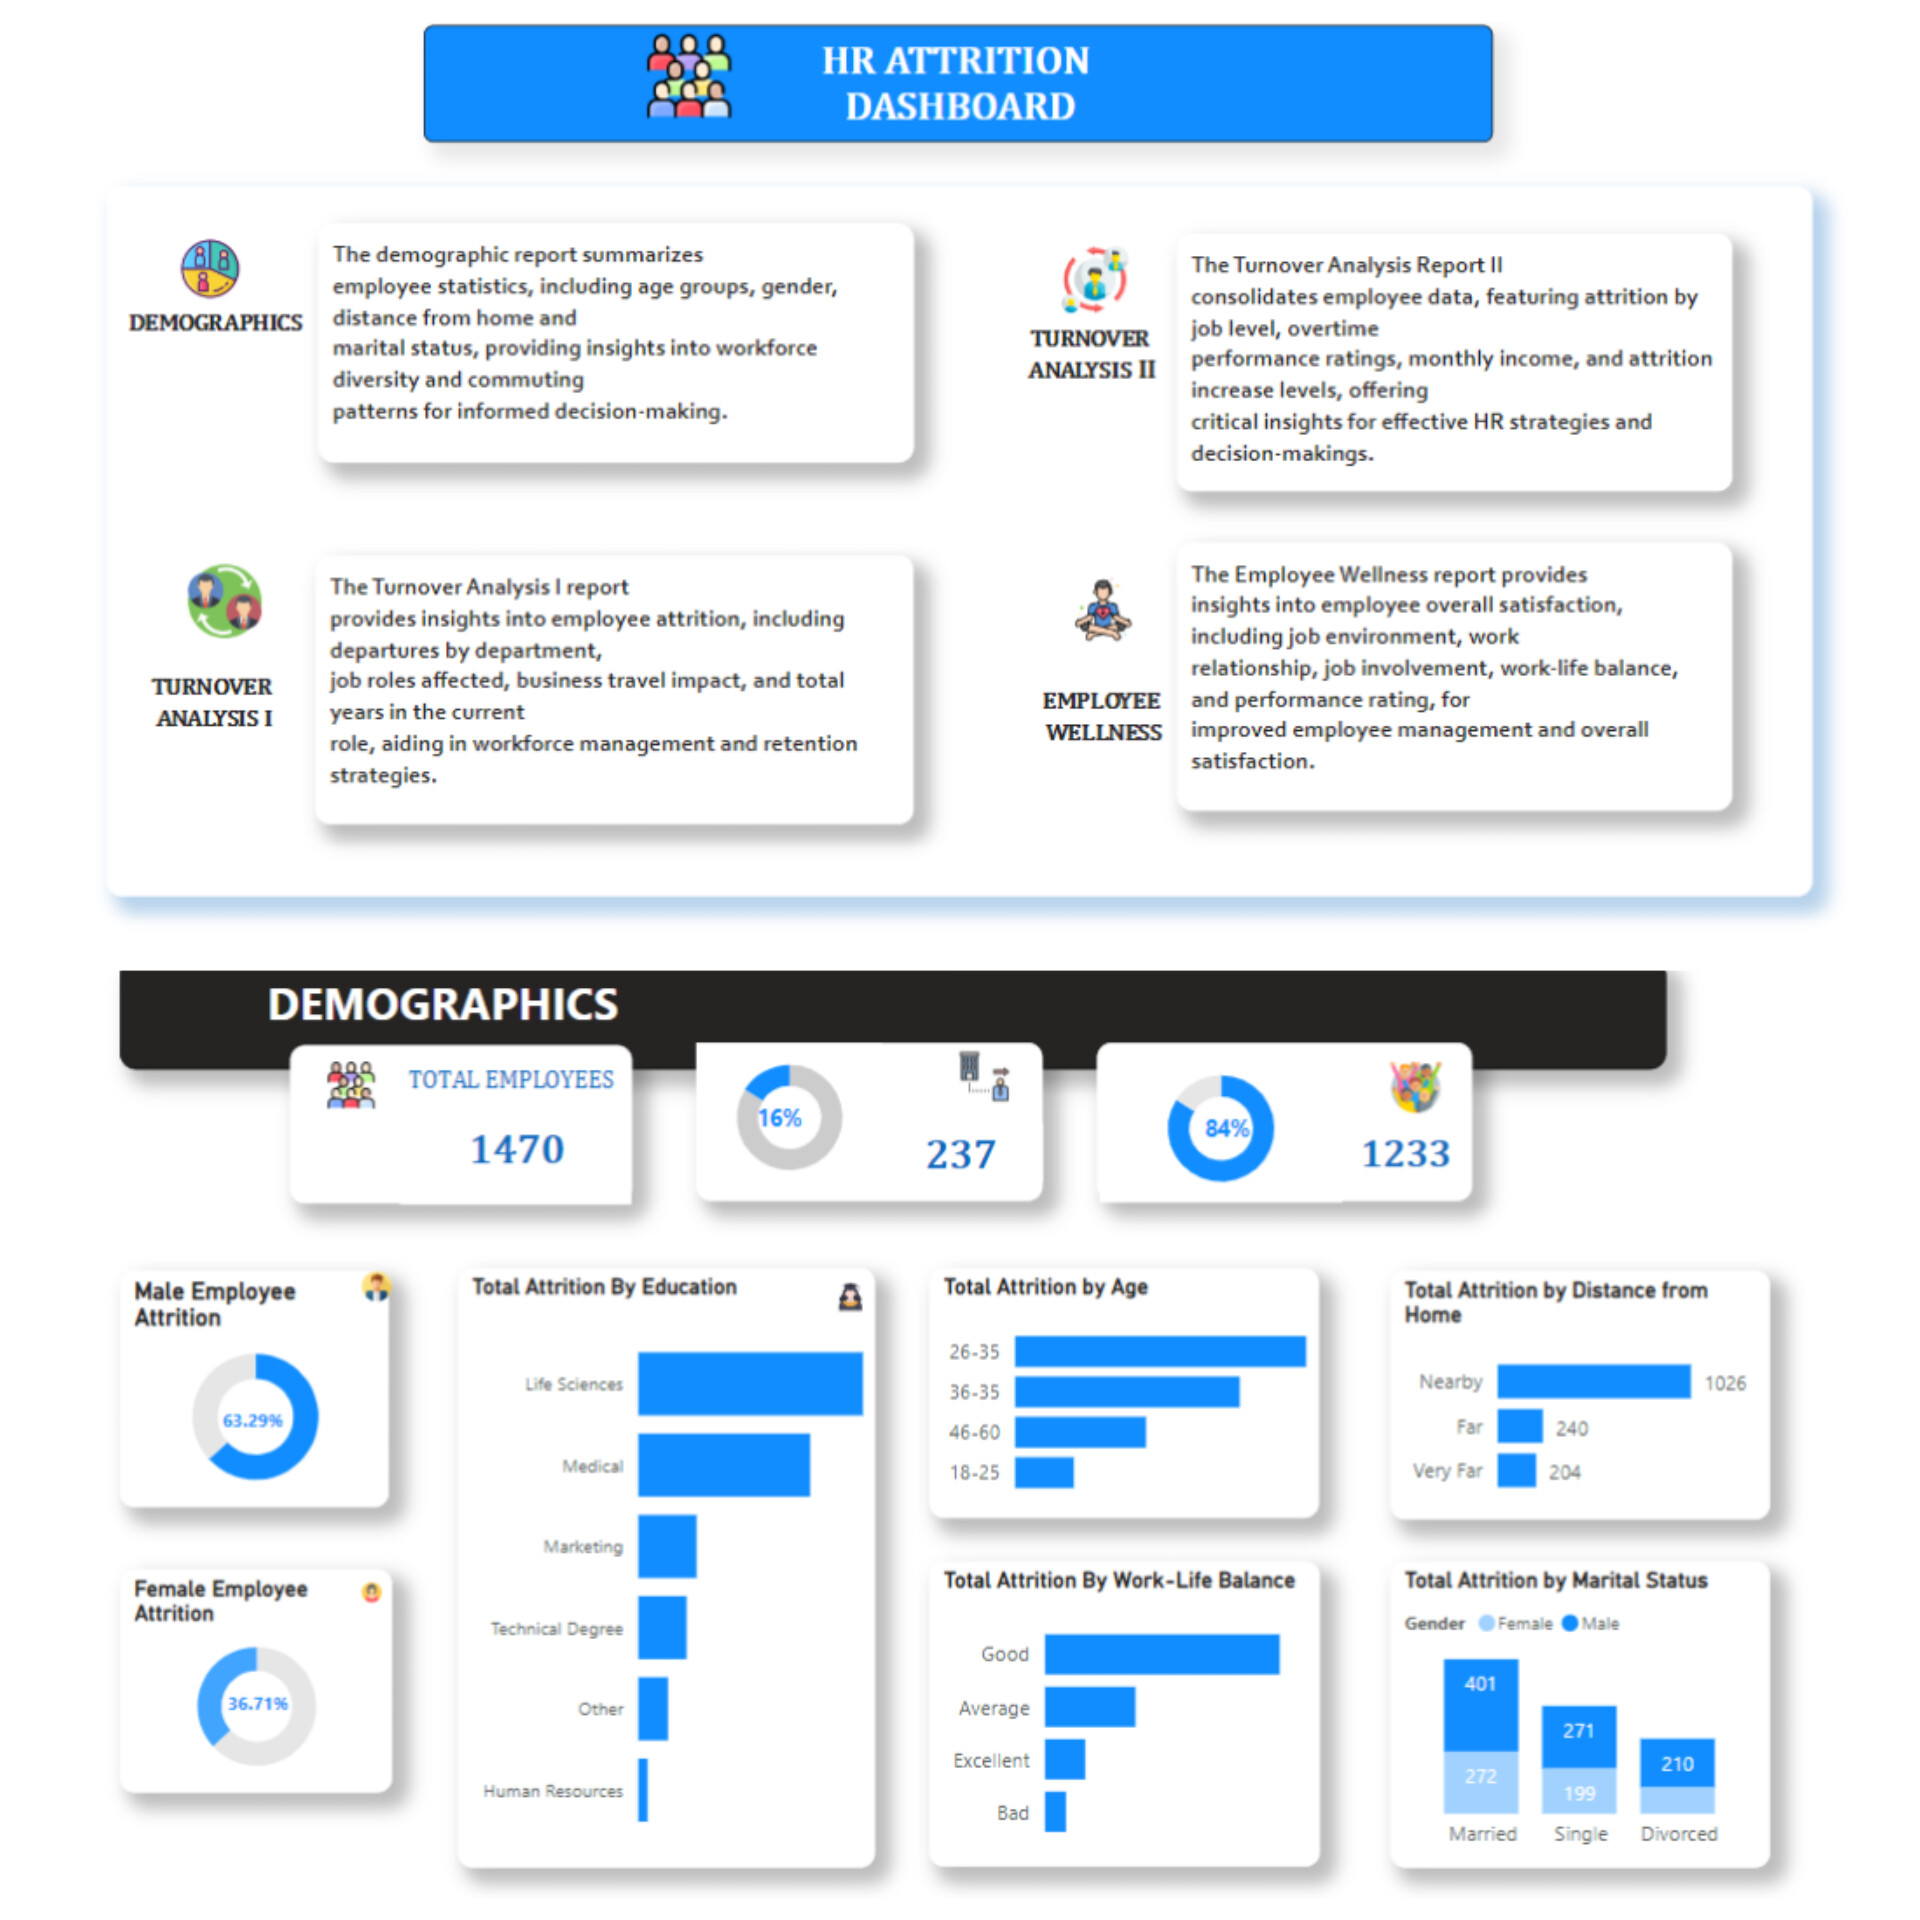 HR ATTRITION
DASHBOARD
DEMOGRAPHICS
The demographic report summarizes
employee statistics, including age groups, gender,
distance from home and
marital status, providing insights into workforce
diversity and commuting
patterns for informed decision-making.
TURNOVER
ANALYSIS II
The Turnover Analysis Report II
consolidates employee data, featuring attrition by
job level, overtime
performance ratings, monthly income, and attrition
increase levels, offering
critical insights for effective HR strategies and
decision-makings.
TURNOVER
ANALYSIS I
The Turnover Analysis I report
provides insights into employee attrition, including
departures by department,
job roles affected, business travel impact, and total
years in the current
role, aiding in workforce management and retention
strategies.
EMPLOYEE
WELLNESS
The Employee Wellness report provides
insights into employee overall satisfaction,
including job environment, work
relationship, job involvement, work-life balance,
and performance rating, for
improved employee management and overall
satisfaction.
DEMOGRAPHICS
TOTAL EMPLOYEES
1470
16%
237
84%
1233
Male Employee
Attrition
63.29%
Female Employee
Attrition
36.71%
Total Attrition By Education
Life Sciences
Medical
Marketing
Technical Degree
Other
Human Resources
Total Attrition by Age
26-35
36-35
46-60
18-25
Total Attrition by Distance from
Home
Nearby 1026
Far 240
Very Far 204
Total Attrition By Work-Life Balance
Good
Average
Excellent
Bad
Total Attrition by Marital Status
Gender Female Male
401
271
210
272
199
Married Single Divorced